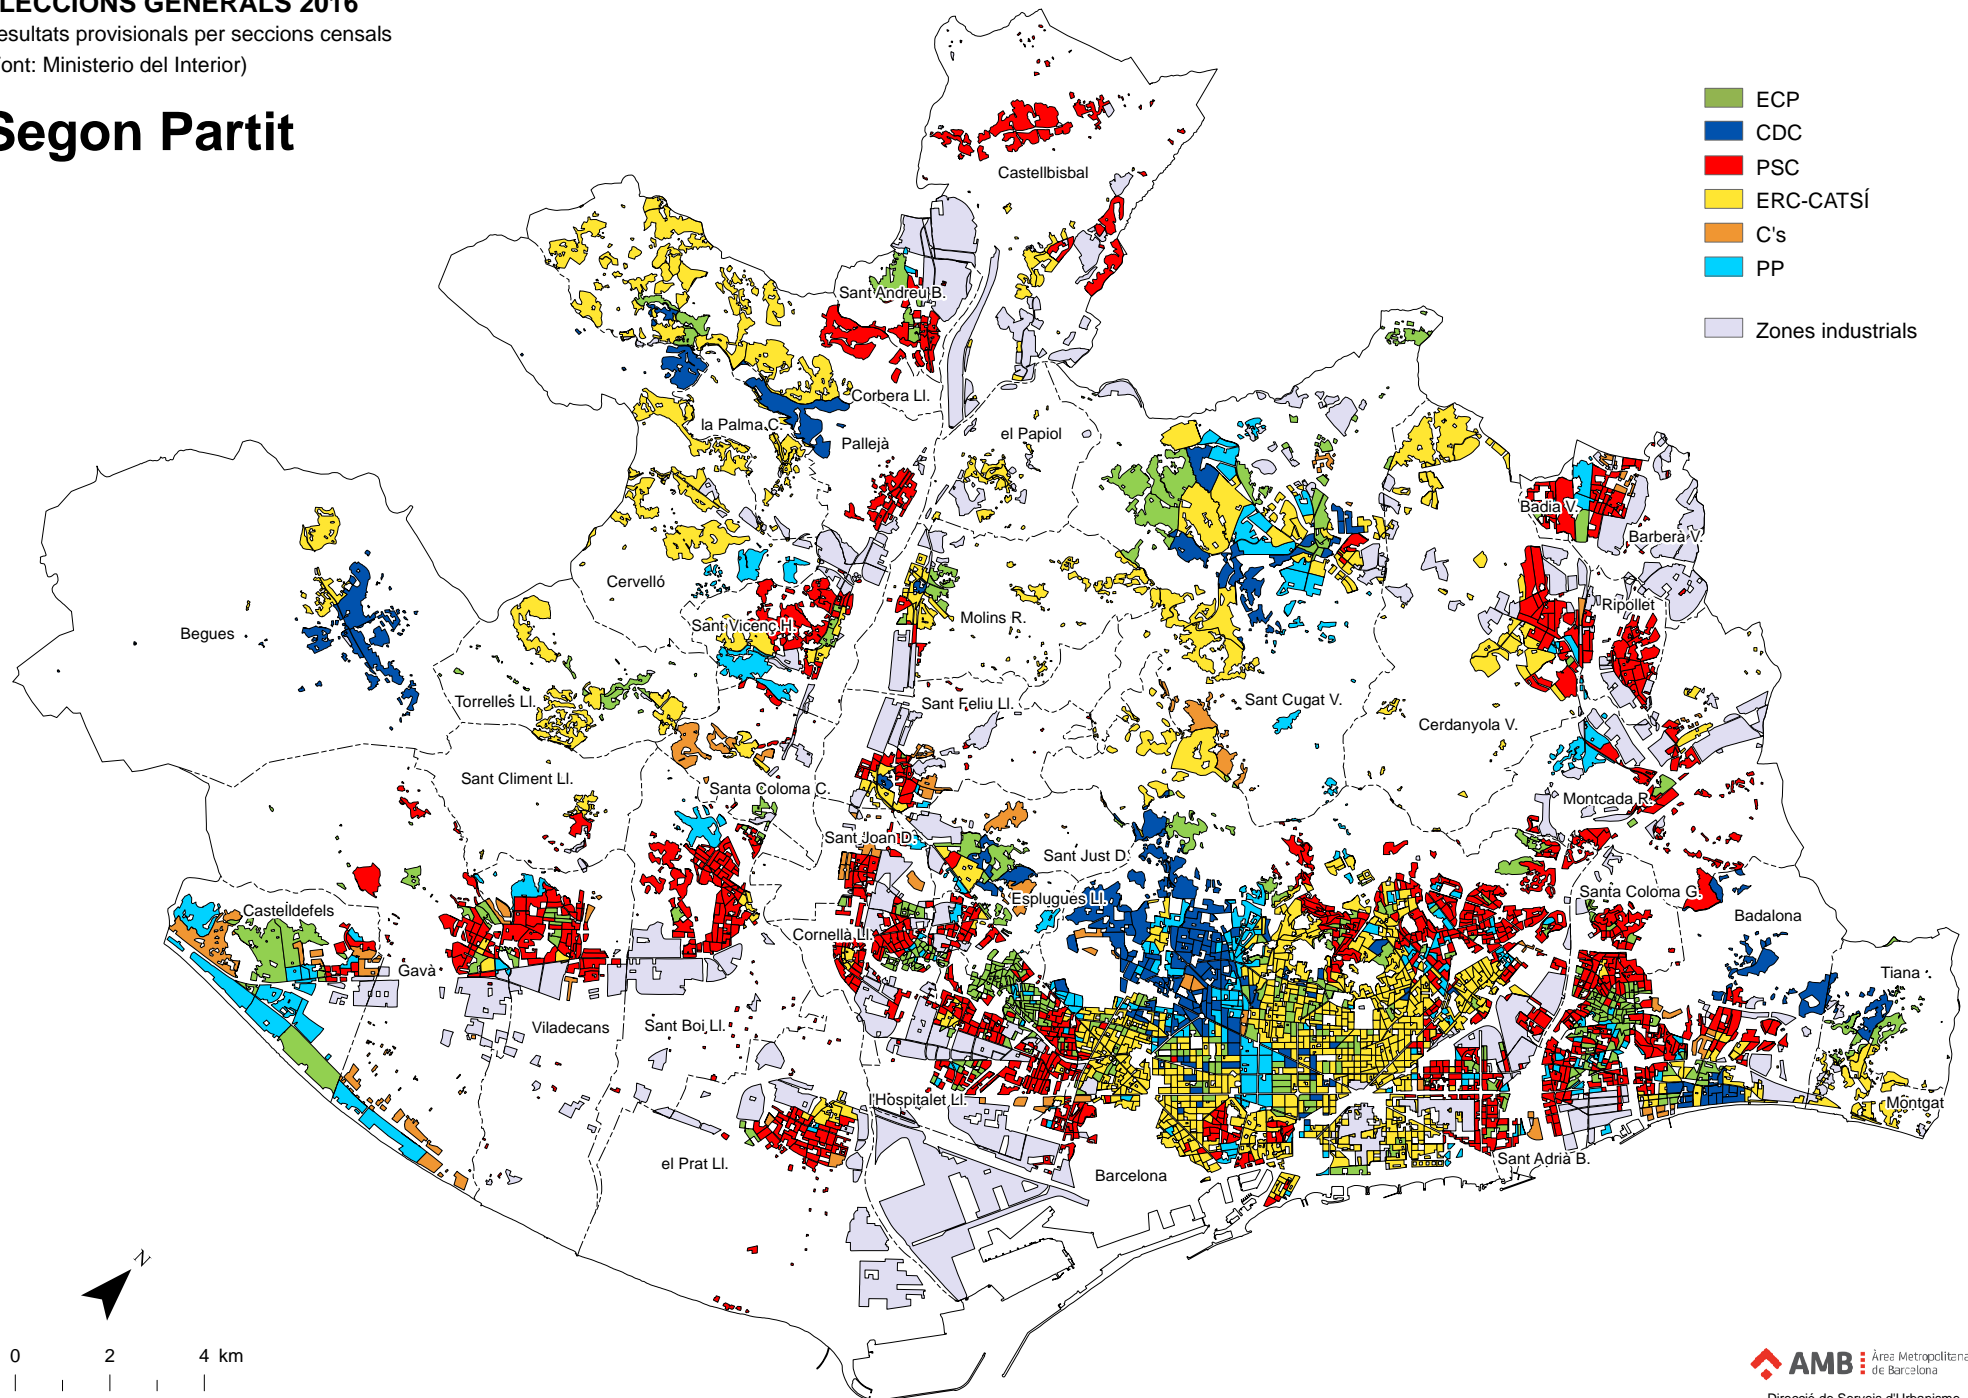 LECCIONS GENERALS 2016
esultats provisionals per seccions censals
ont: Ministerio del Interior)
Segon Partit
ECP
CDC
PSC
ERC-CATSÍ
C's
PP
Zones industrials
Castellbisbal
Sant Andreu B.
Corbera Ll.
la Palma C.
Pallejà
el Papiol
Badia V.
Barberà V.
Cervelló
Ripollet
Begues
Sant Vicenç H.
Molins R.
Torrelles Ll.
Sant Feliu Ll.
Sant Cugat V.
Cerdanyola V.
Sant Climent Ll.
Santa Coloma C.
Montcada R.
Sant Joan D.
Sant Just D.
Castelldefels
Esplugues Ll.
Santa Coloma G.
Badalona
Cornellà Ll.
Gavà
Tiana
Viladecans
Sant Boi Ll.
l'Hospitalet Ll.
Montgat
el Prat Ll.
Barcelona
Sant Adrià B.
N
0 2 4 km
AMB Àrea Metropolitana
de Barcelona
Direcció de Serveis d'Urbanisme